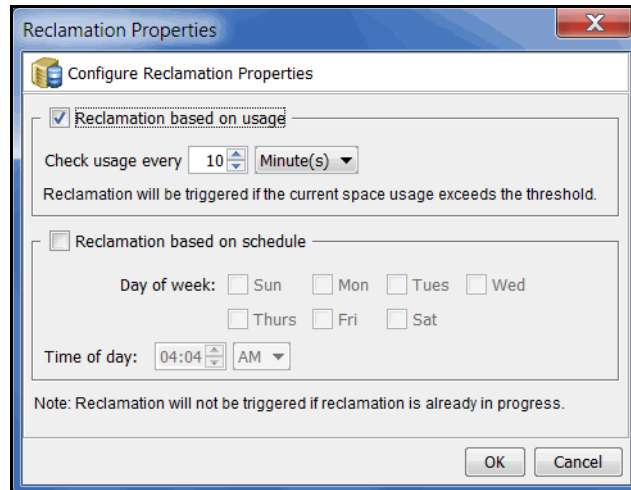 Reclamation Properties
X
Configure Reclamation Properties
Reclamation based on usage
Check usage every 10 Minute(s)
Reclamation will be triggered if the current space usage exceeds the threshold.
Reclamation based on schedule
Day of week: Sun Mon Tues Wed
Thurs Fri Sat
Time of day: 04:04 AM
Note: Reclamation will not be triggered if reclamation is already in progress.
OK Cancel